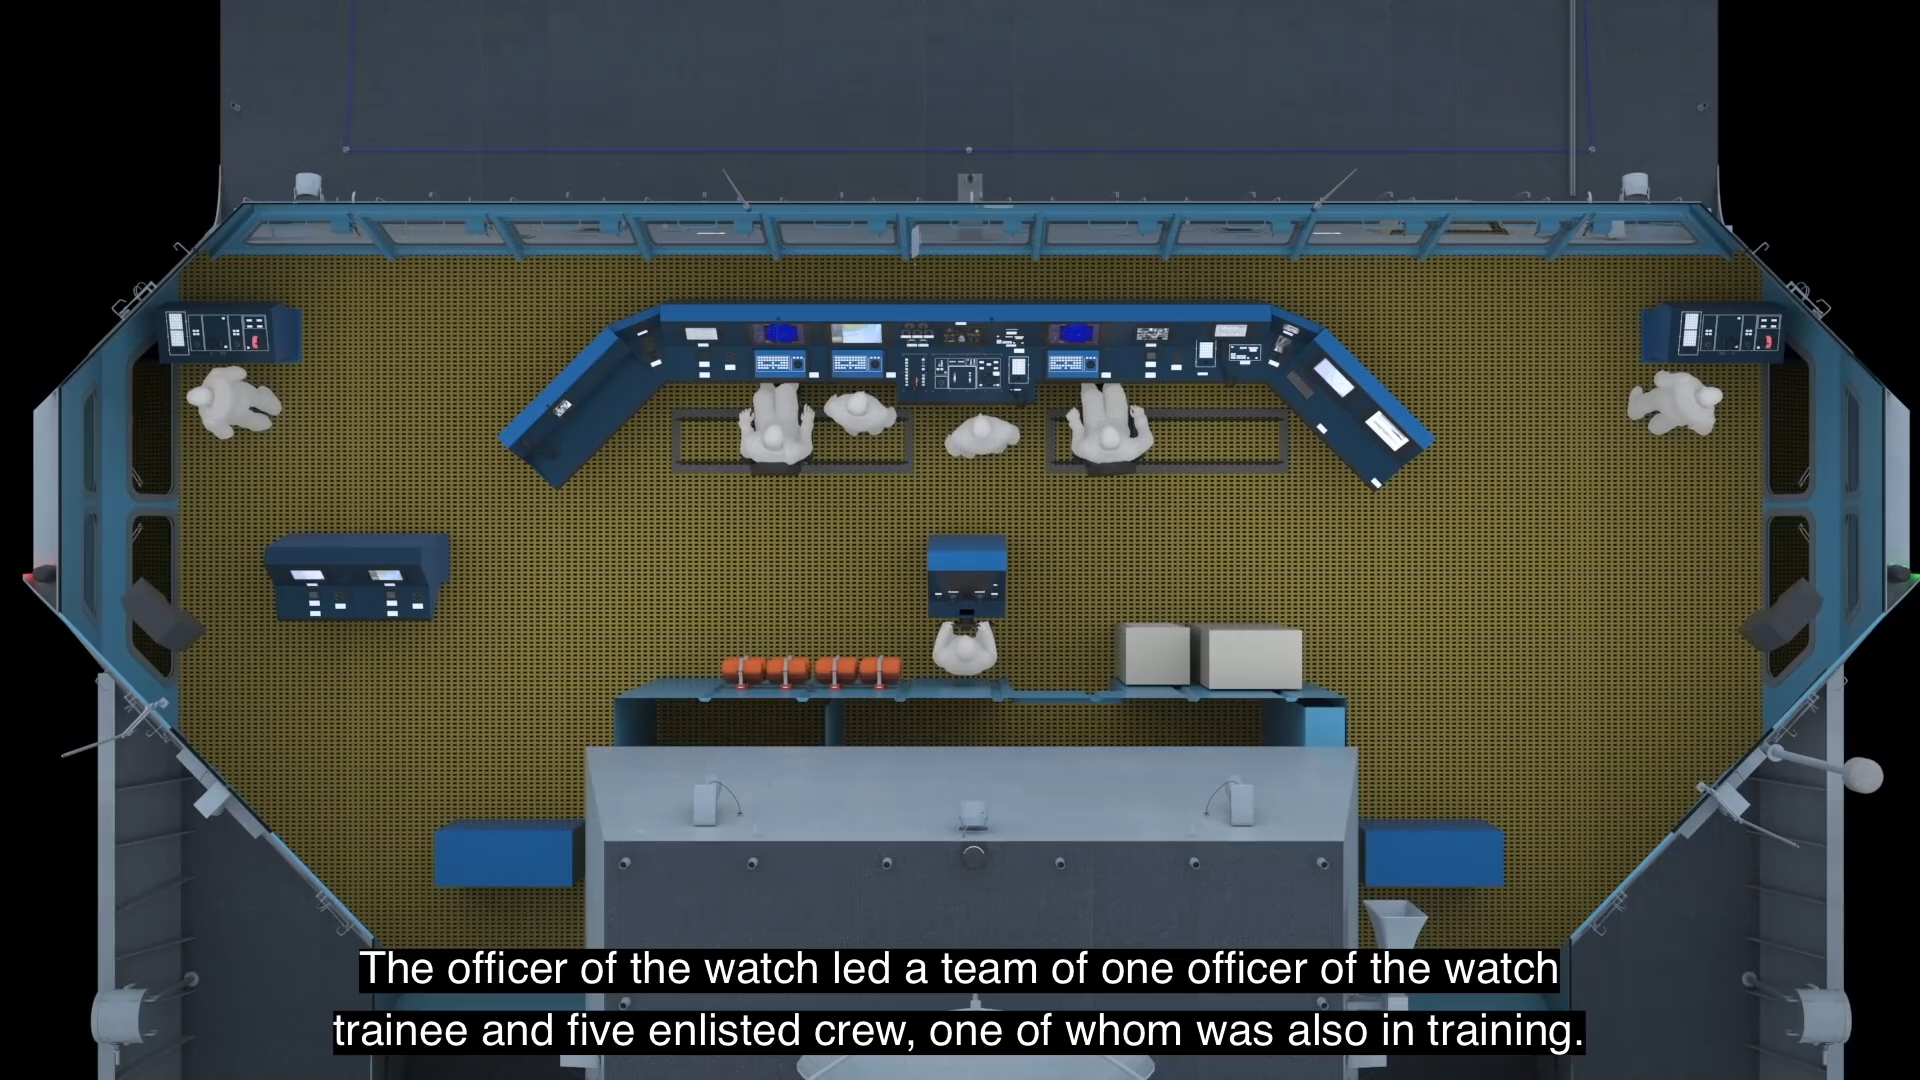 The officer of the watch led a team of one officer of the watch
trainee and five enlisted crew, one of whom was also in training.